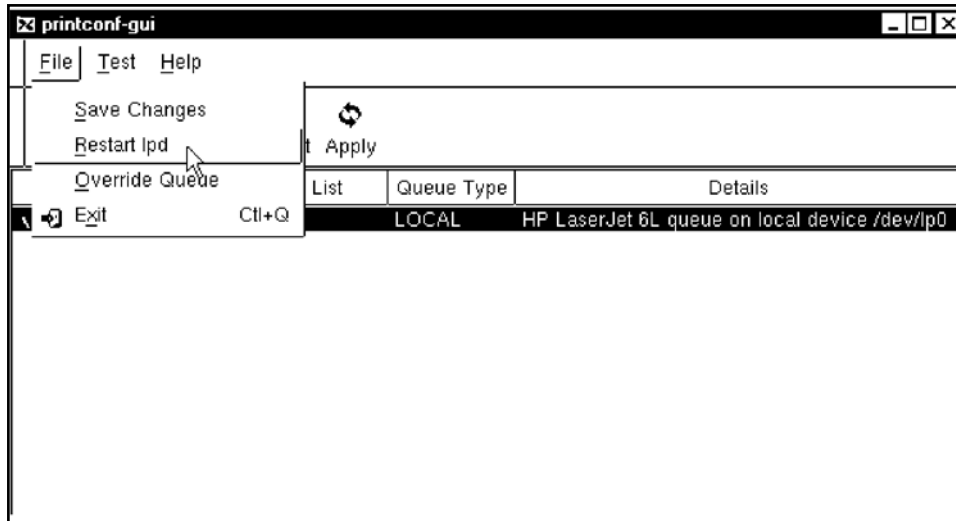 printconf-gui
File Test Help
Save Changes
Restart lpd
t Apply
Override Queue
List Queue Type Details
Exit Ctl+Q
LOCAL HP LaserJet 6L queue on local device /dev/lp0